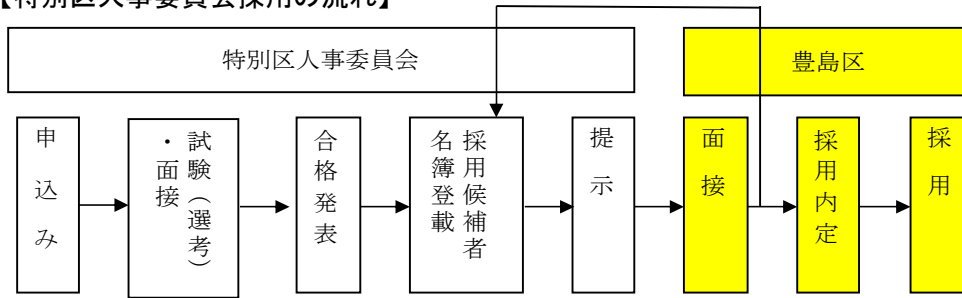 【特別区人事委員会採用の流れ】
特別区人事委員会
豊島区
申込み
試験（選考）
・面接
合格発表
採用候補者
名簿登載
提示
面接
採用内定
採用